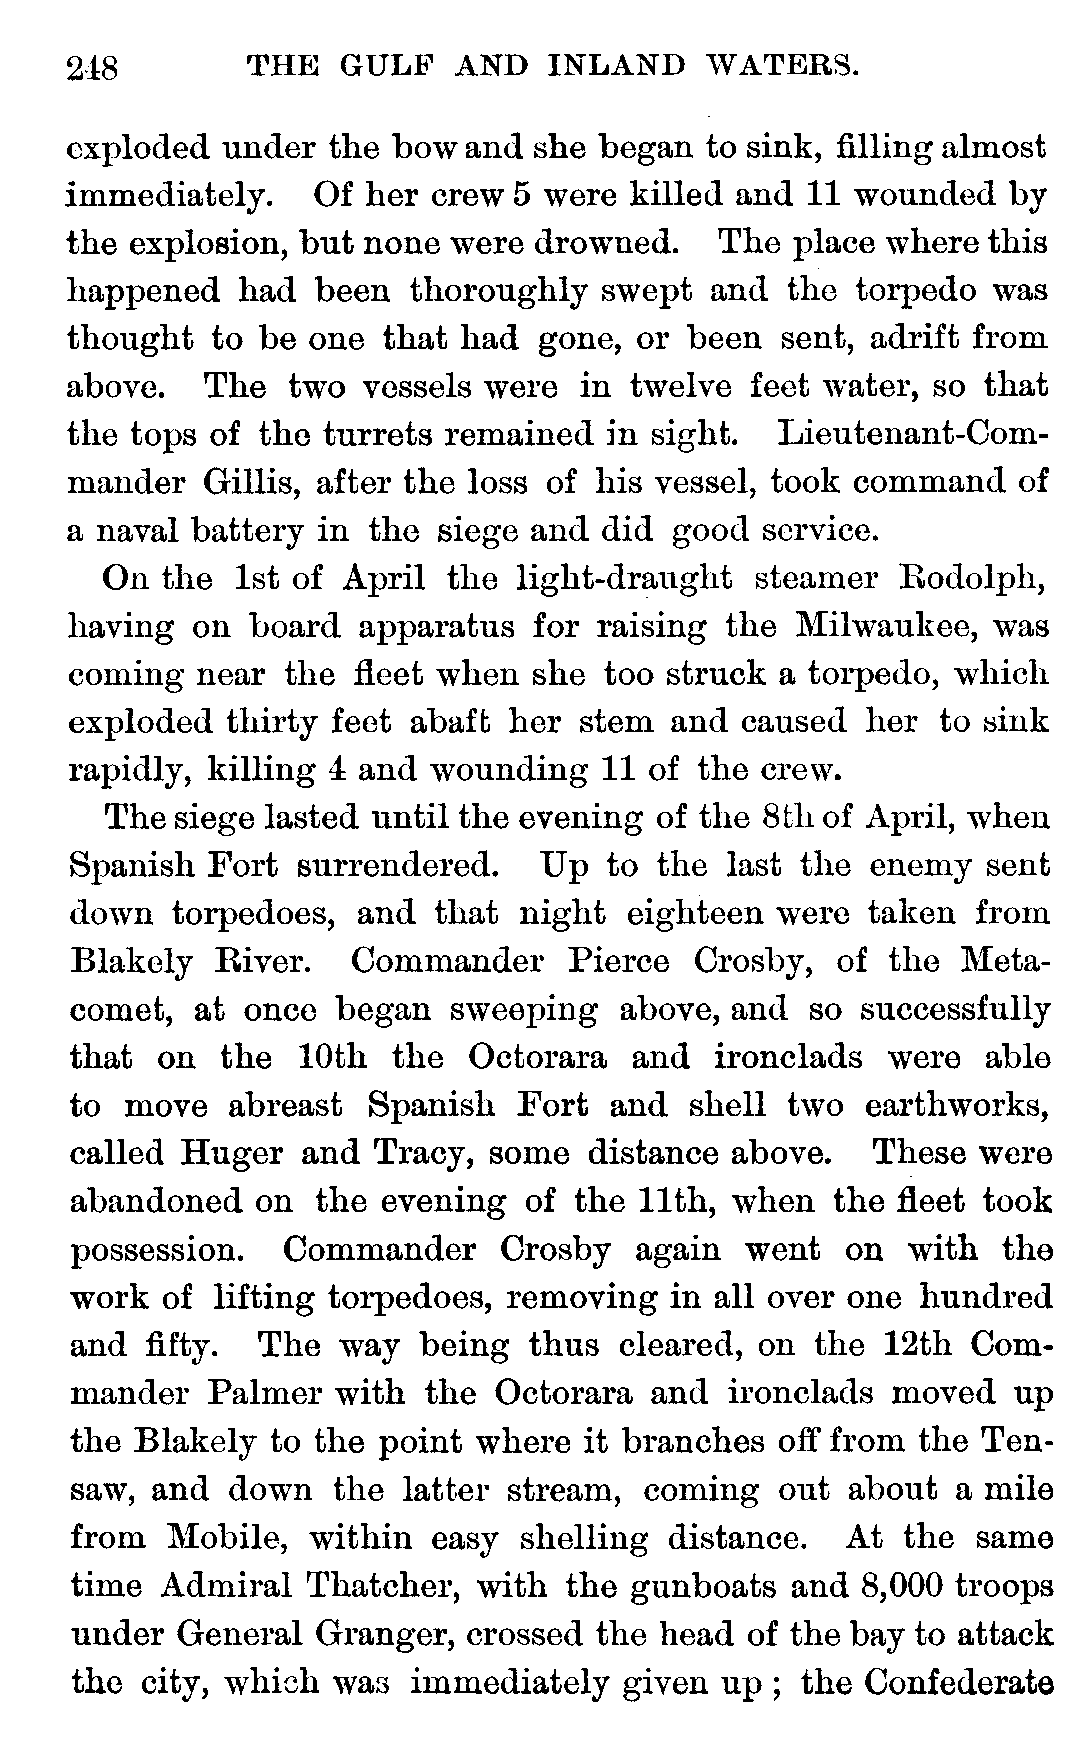 248 THE GULF AND INLAND WATERS.
exploded under the bow and she began to sink, filling almost
immediately. Of her crew 5 were killed and 11 wounded by
the explosion, but none were drowned. The place where this
happened had been thoroughly swept and the torpedo was
thought to be one that had gone, or been sent, adrift from
above. The two vessels were in twelve feet water, so that
the tops of the turrets remained in sight. Lieutenant-Com-
mander Gillis, after the loss of his vessel, took command of
a naval battery in the siege and did good service.
On the 1st of April the light-draught steamer Rodolph,
having on board apparatus for raising the Milwaukee, was
coming near the fleet when she too struck a torpedo, which
exploded thirty feet abaft her stem and caused her to sink
rapidly, killing 4 and wounding 11 of the crew.
The siege lasted until the evening of the 8th of April, when
Spanish Fort surrendered. Up to the last the enemy sent
down torpedoes, and that night eighteen were taken from
Blakely River. Commander Pierce Crosby, of the Meta-
comet, at once began sweeping above, and so successfully
that on the 10th the Octorara and ironclads were able
to move abreast Spanish Fort and shell two earthworks,
called Huger and Tracy, some distance above. These were
abandoned on the evening of the 11th, when the fleet took
possession. Commander Crosby again went on with the
work of lifting torpedoes, removing in all over one hundred
and fifty. The way being thus cleared, on the 12th Com-
mander Palmer with the Octorara and ironclads moved up
the Blakely to the point where it branches off from the Ten-
saw, and down the latter stream, coming out about a mile
from Mobile, within easy shelling distance. At the same
time Admiral Thatcher, with the gunboats and 8,000 troops
under General Granger, crossed the head of the bay to attack
the city, which was immediately given up ; the Confederate